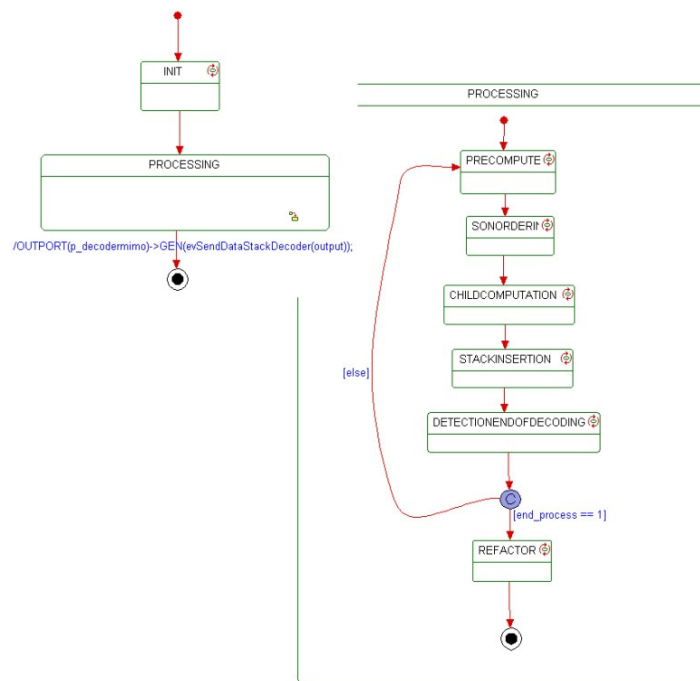 INIT
PROCESSING
/OUTPORT(p_decodermimo)->GEN(evSendDataStackDecoder(output));
PROCESSING
PRECOMPUTE
SONORDERIN
CHILDCOMPUTATION
STACKINSERTION
DETECTIONENDOFDECODING
[else]
C
[end_process == 1]
REFACTOR